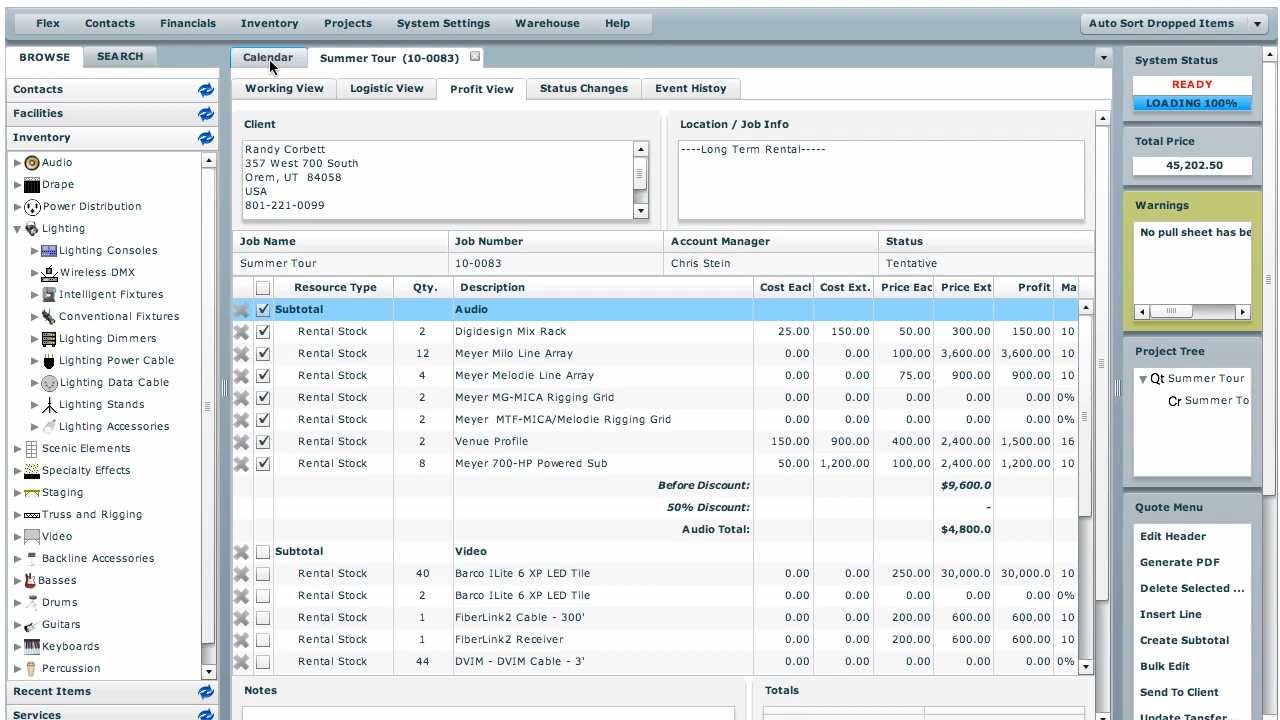 Flex Contacts Financials Inventory Projects System Settings Warehouse Help Auto Sort Dropped Items
BROWSE SEARCH
Contacts
Facilities
Inventory
Audio
Drape
Power Distribution
Lighting
Lighting Consoles
Wireless DMX
Intelligent Fixtures
Conventional Fixtures
Lighting Dimmers
Lighting Power Cable
Lighting Data Cable
Lighting Stands
Lighting Accessories
Scenic Elements
Specialty Effects
Staging
Truss and Rigging
Video
Backline Accessories
Basses
Drums
Guitars
Keyboards
Percussion
Recent Items
Services
Calendar Summer Tour (10-0083)
Working View Logistic View Profit View Status Changes Event Histoy
Client
Randy Corbett
357 West 700 South
Orem, UT 84058
USA
801-221-0099
Location / Job Info
----Long Term Rental-----
Job Name Job Number Account Manager Status
Summer Tour 10-0083 Chris Stein Tentative
Resource Type Qty. Description Cost Eacl Cost Ext. Price Eac Price Ext Profit Ma
Subtotal Audio
Rental Stock 2 Digidesign Mix Rack 25.00 150.00 50.00 300.00 150.00 10
Rental Stock 12 Meyer Milo Line Array 0.00 0.00 100.00 3,600.00 3,600.00 10
Rental Stock 4 Meyer Melodie Line Array 0.00 0.00 75.00 900.00 900.00 10
Rental Stock 2 Meyer MG-MICA Rigging Grid 0.00 0.00 0.00 0.00 0.00 0%
Rental Stock 2 Meyer MTF-MICA/Melodie Rigging Grid 0.00 0.00 0.00 0.00 0%
Rental Stock 2 Venue Profile 150.00 900.00 400.00 2,400.00 1,500.00 16
Rental Stock 8 Meyer 700-HP Powered Sub 50.00 1,200.00 100.00 2,400.00 1,200.00 10
Before Discount: $9,600.0
50% Discount: -
Audio Total: $4,800.0
Subtotal Video
Rental Stock 40 Barco ILite 6 XP LED Tile 0.00 0.00 250.00 30,000.00 30,000.0 10
Rental Stock 2 Barco ILite 6 XP LED Tile 0.00 0.00 0.00 0.00 0.00 0%
Rental Stock 1 FiberLink2 Cable - 300' 0.00 0.00 200.00 600.00 600.00 10
Rental Stock 1 FiberLink2 Receiver 0.00 0.00 200.00 600.00 600.00 10
Rental Stock 44 DVIM - DVIM Cable - 3' 0.00 0.00 0.00 0.00 0.00 0%
Notes Totals
System Status
READY
LOADING 100%
Total Price
45,202.50
Warnings
No pull sheet has be
Project Tree
Qt Summer Tour
Cr Summer To
Quote Menu
Edit Header
Generate PDF
Delete Selected ...
Insert Line
Create Subtotal
Bulk Edit
Send To Client
Update Tansfer...